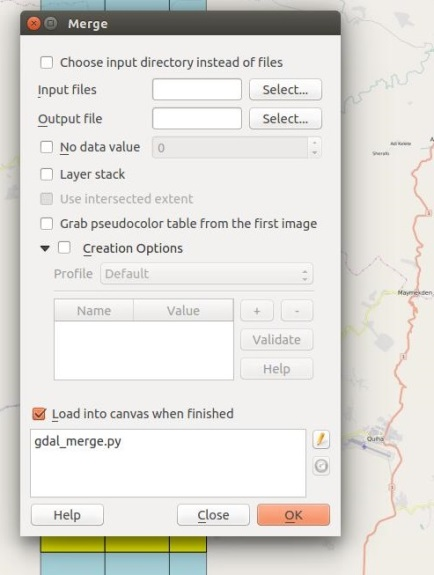 Merge
Choose input directory instead of files
Input files Select...
Output file Select...
No data value 0
Layer stack
Use intersected extent
Grab pseudocolor table from the first image
Creation Options
Profile Default
Name Value + -
Validate
Help
Load into canvas when finished
gdal_merge.py
Help Close OK
Maymekden
Quiha